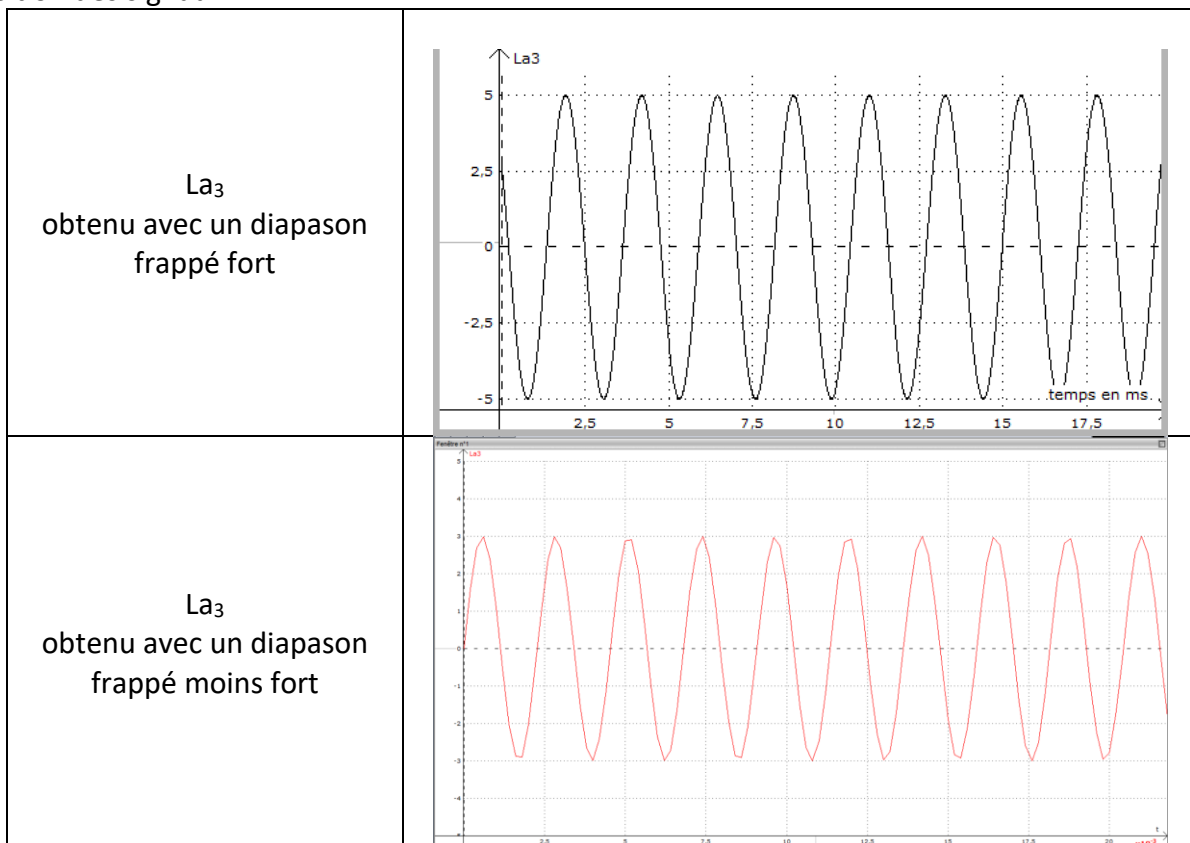 La3
obtenu avec un diapason
frappé fort
La3
5
2,5
0
-2,5
-5
temps en ms
2,5 5 7,5 10 12,5 15 17,5
La3
obtenu avec un diapason
frappé moins fort
Fenêtre n°1
La3
5
4
3
2
1
0
-1
-2
-3
-4
t
2,5 5 7,5 10 12,5 15 17,5 20